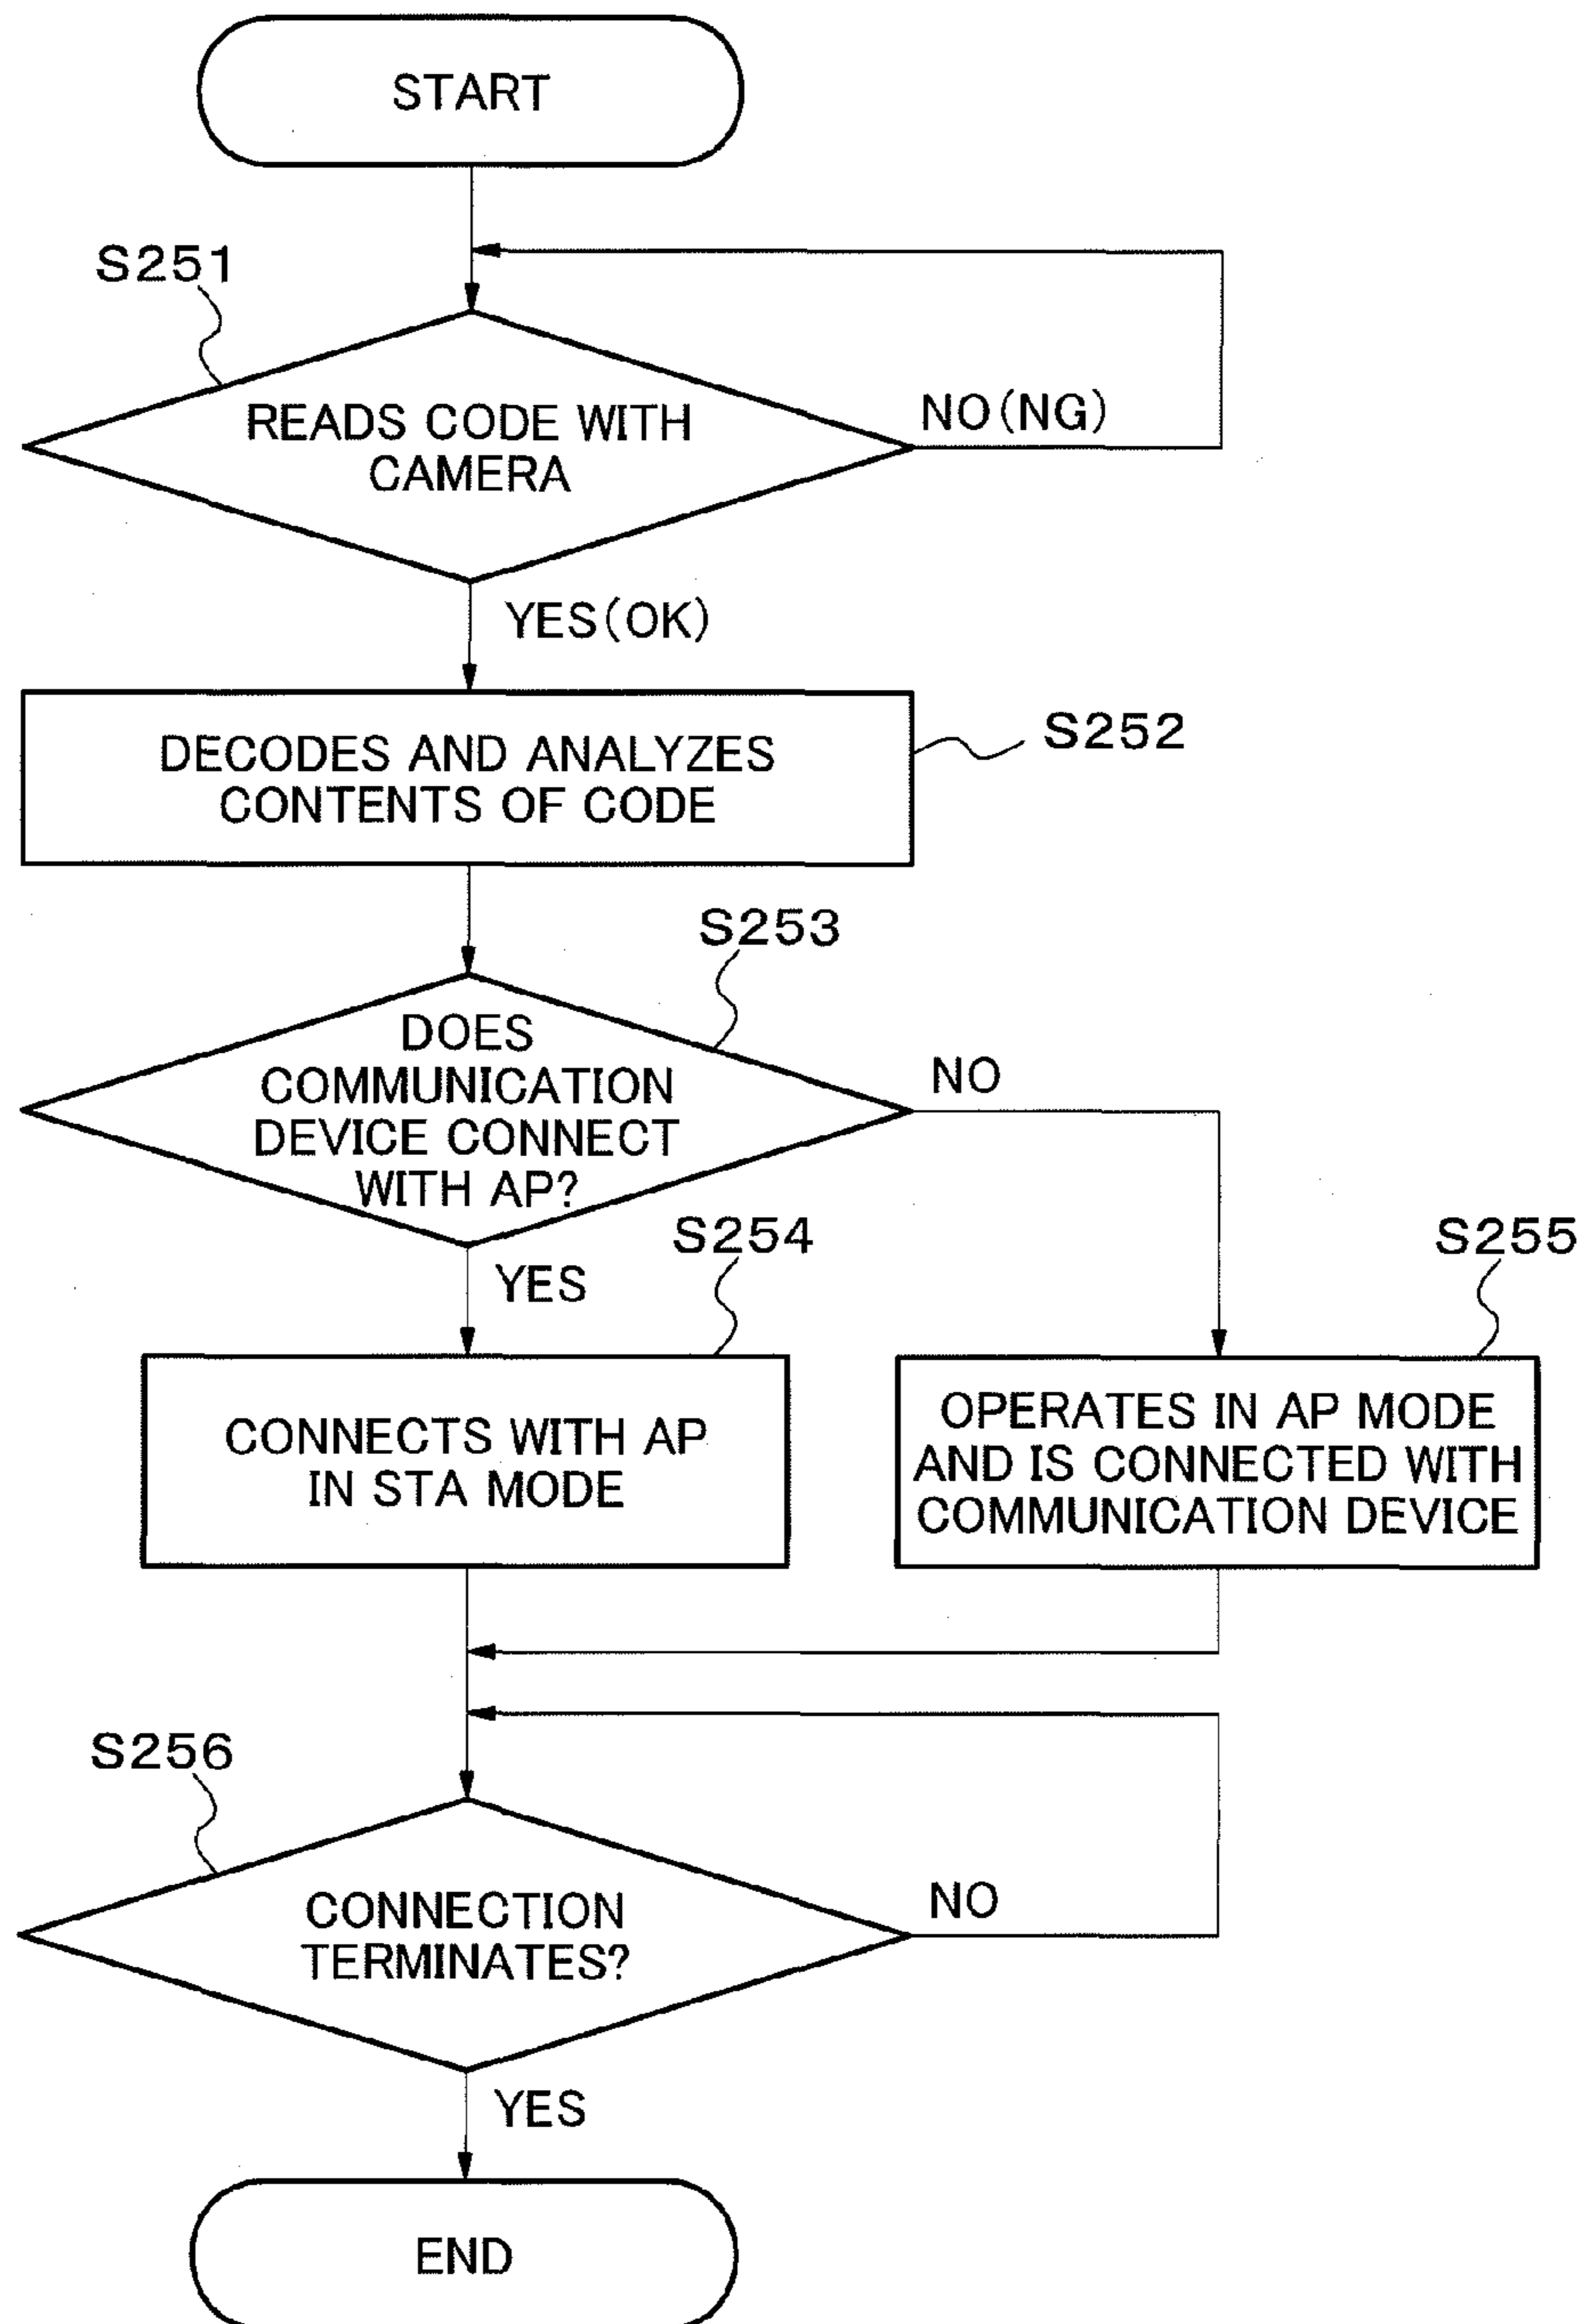 START
S251
READS CODE WITH
CAMERA
NO(NG)
YES(OK)
DECODES AND ANALYZES
CONTENTS OF CODE
S252
S253
DOES
COMMUNICATION
DEVICE CONNECT
WITH AP?
NO
YES
S254
S255
CONNECTS WITH AP
IN STA MODE
OPERATES IN AP MODE
AND IS CONNECTED WITH
COMMUNICATION DEVICE
S256
CONNECTION
TERMINATES?
NO
YES
END